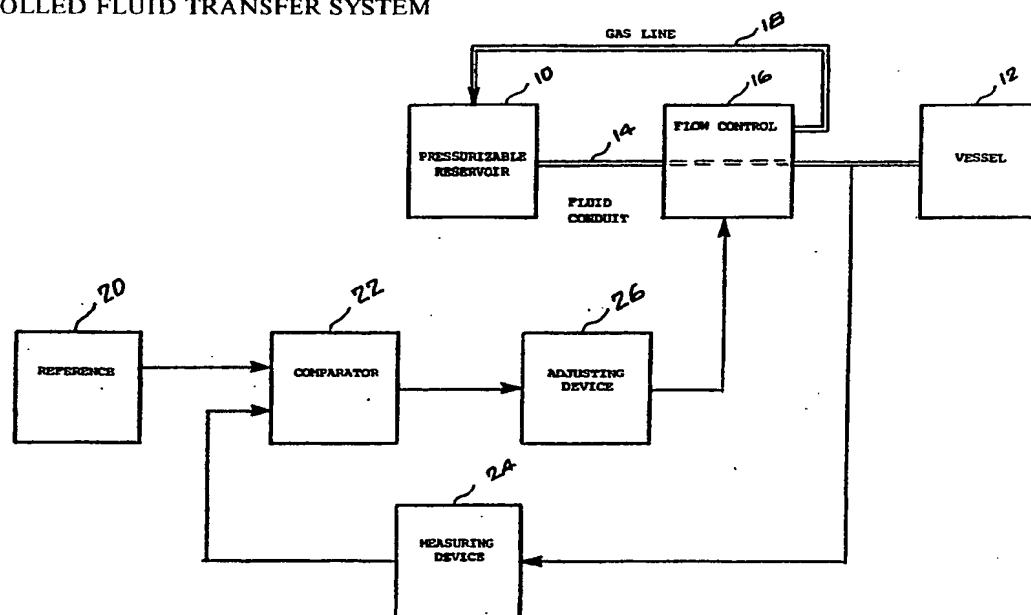 OLLED FLUID TRANSFER SYSTEM
GAS LINE
18
10
16
12
PRESSURIZABLE
RESERVOIR
14
FLOW CONTROL
VESSEL
FLUID
CONDUIT
20
22
26
REFERENCE
COMPARATOR
ADJUSTING
DEVICE
24
MEASURING
DEVICE